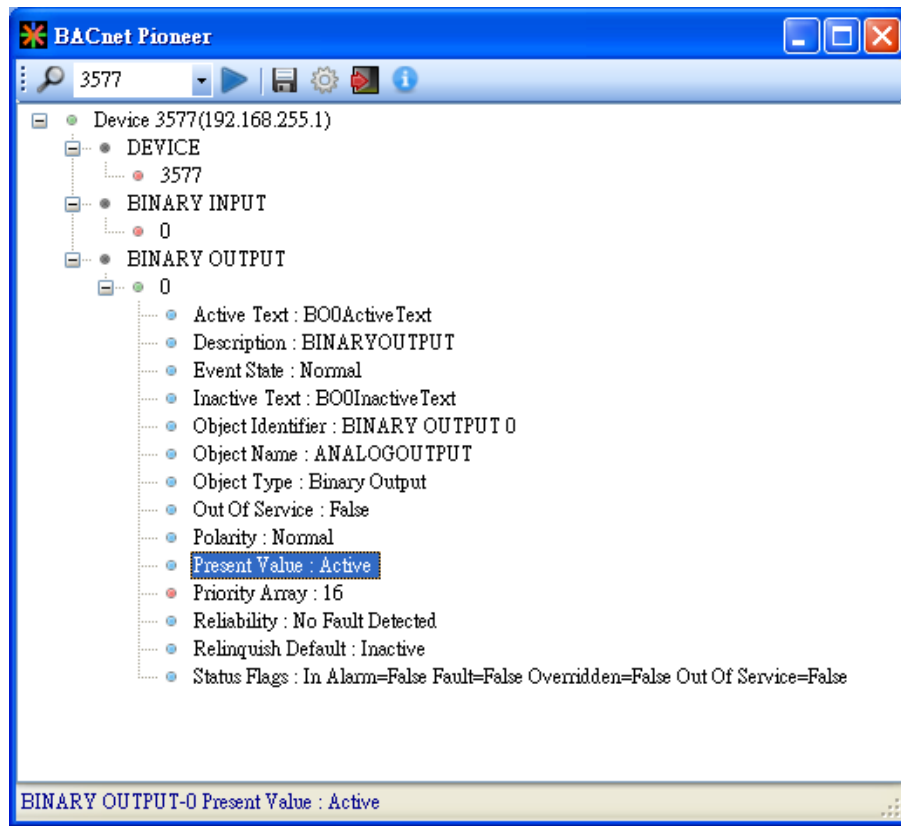 BACnet Pioneer
3577
Device 3577(192.168.255.1)
DEVICE
3577
BINARY INPUT
0
BINARY OUTPUT
0
Active Text : BO0ActiveText
Description : BINARYOUTPUT
Event State : Normal
Inactive Text : BO0InactiveText
Object Identifier : BINARY OUTPUT 0
Object Name : ANALOGOUTPUT
Object Type : Binary Output
Out Of Service : False
Polarity : Normal
Present Value : Active
Priority Array : 16
Reliability : No Fault Detected
Relinquish Default : Inactive
Status Flags : In Alarm=False Fault=False Overridden=False Out Of Service=False
BINARY OUTPUT-0 Present Value : Active